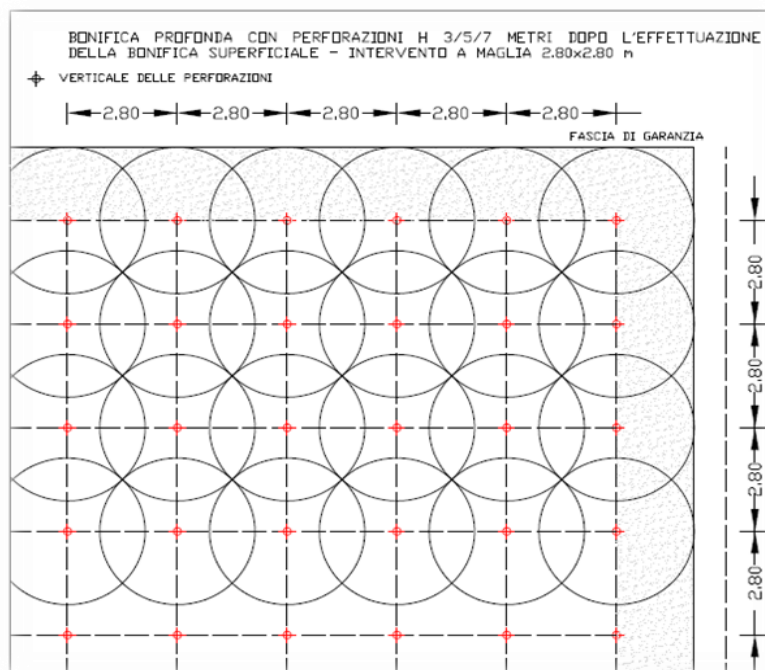 BONIFICA PROFONDA CON PERFORAZIONI H 3/5/7 METRI DOPO L'EFFETTUAZIONE
DELLA BONIFICA SUPERFICIALE - INTERVENTO A MAGLIA 2.80x2.80 m
VERTICALE DELLE PERFORAZIONI
2.80 2.80 2.80 2.80 2.80
FASCIA DI GARANZIA
2.80
2.80
2.80
2.80